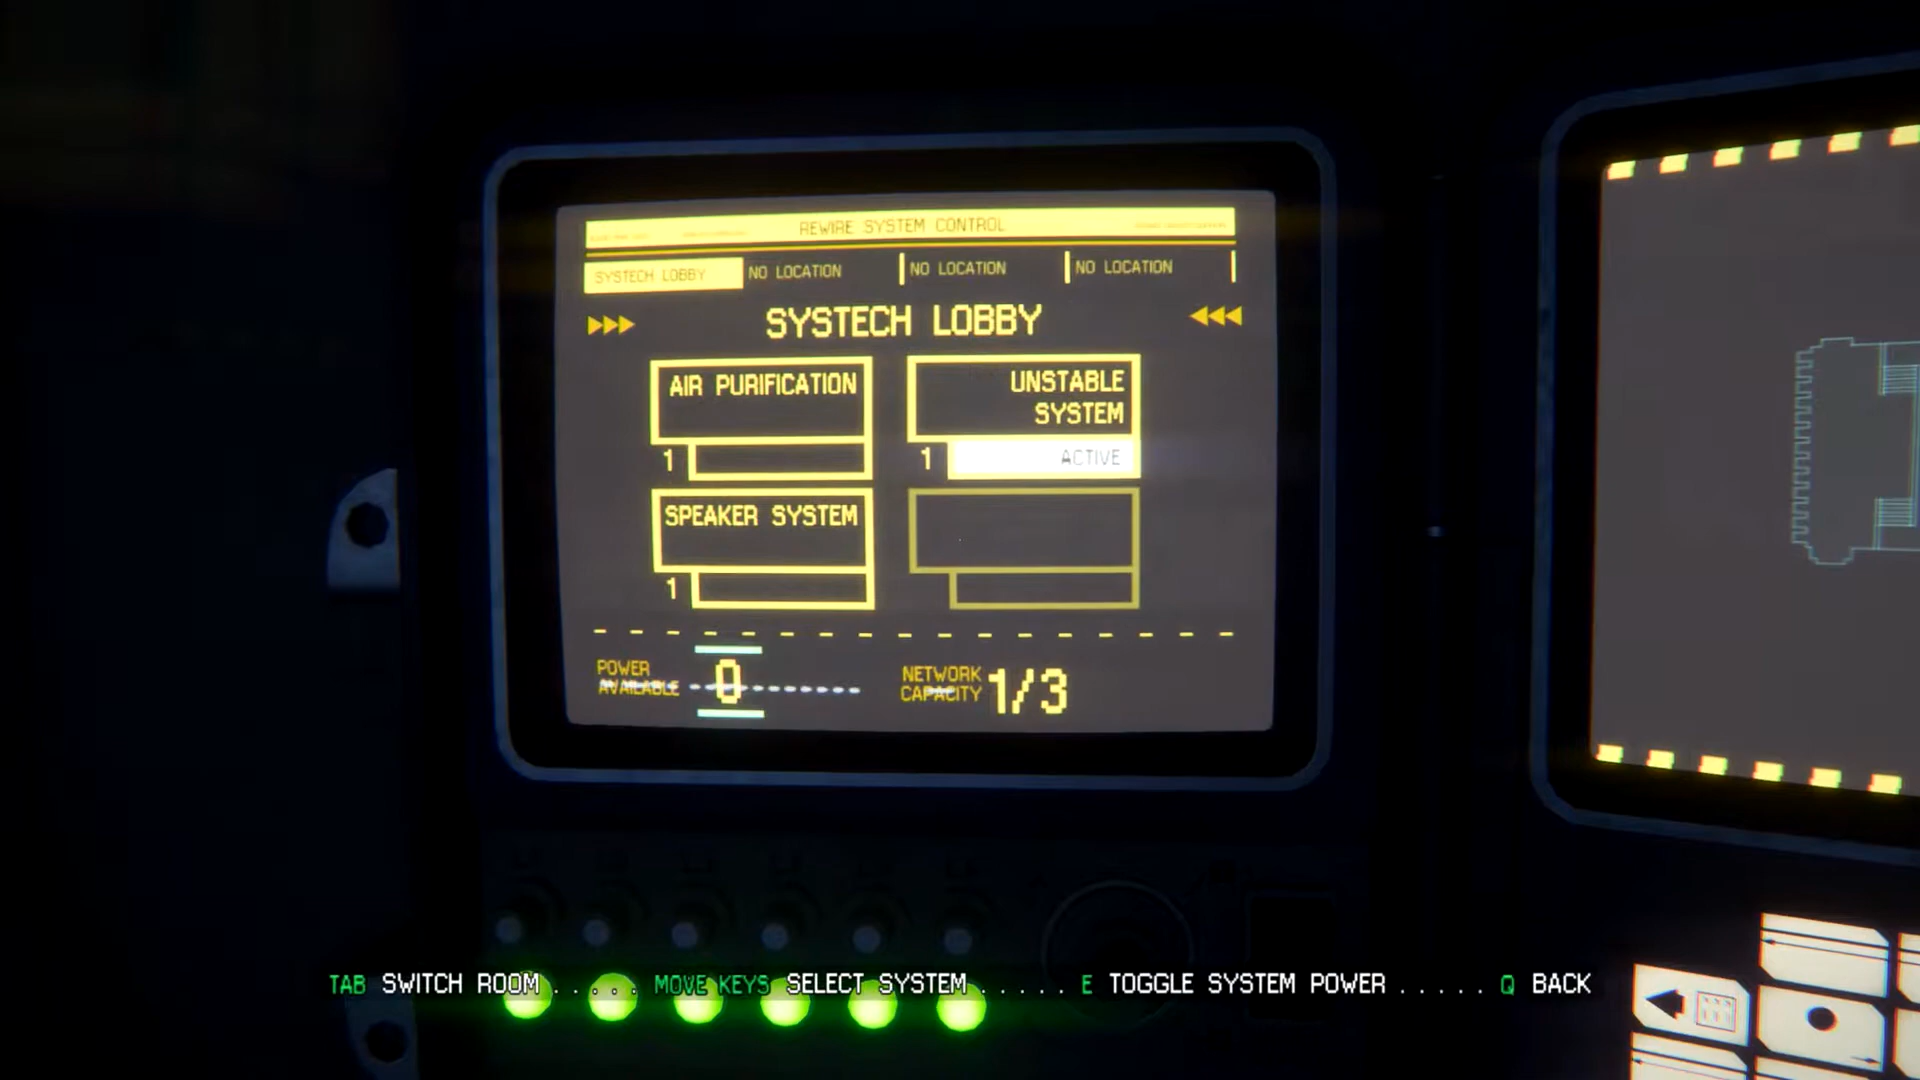 REWIRE SYSTEM CONTROL
SYSTECH LOBBY NO LOCATION NO LOCATION NO LOCATION
SYSTECH LOBBY
AIR PURIFICATION
1
UNSTABLE
SYSTEM
1 ACTIVE
SPEAKER SYSTEM
1
POWER
AVAILABLE
0
NETWORK
CAPACITY
1/3
TAB SWITCH ROOM ..... MOVE KEYS SELECT SYSTEM ..... E TOGGLE SYSTEM POWER ..... Q BACK